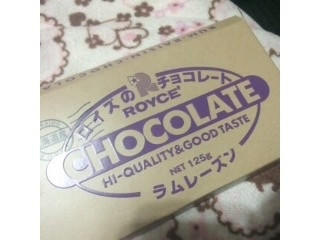 ロイズのチョコレート
ROYCE'
CHOCOLATE
HI-QUALITY&GOOD TASTE
NET 125g
ラムレーズン